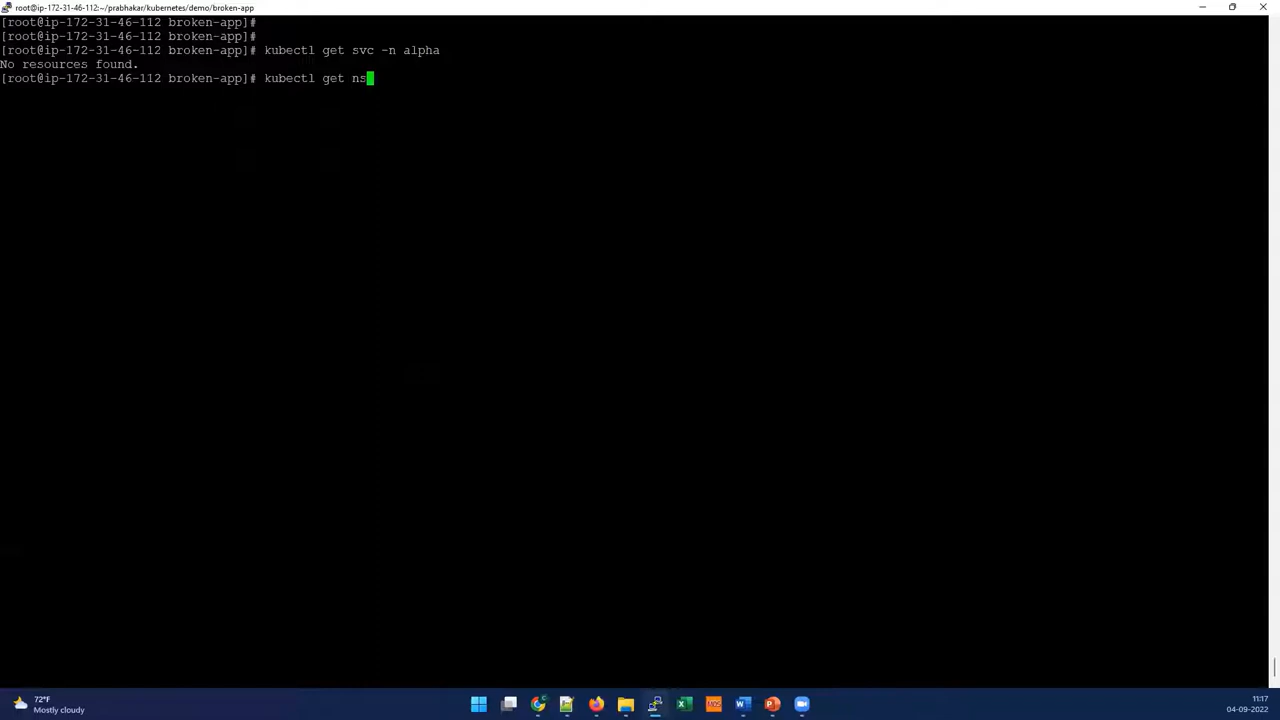 root@ip-172-31-46-112:~/prabhakar/kubernetes/demo/broken-app
[root@ip-172-31-46-112 broken-app]#
[root@ip-172-31-46-112 broken-app]#
[root@ip-172-31-46-112 broken-app]# kubectl get svc -n alpha
No resources found.
[root@ip-172-31-46-112 broken-app]# kubectl get ns
72°F
Mostly cloudy
MOS
11:17
04-09-2022